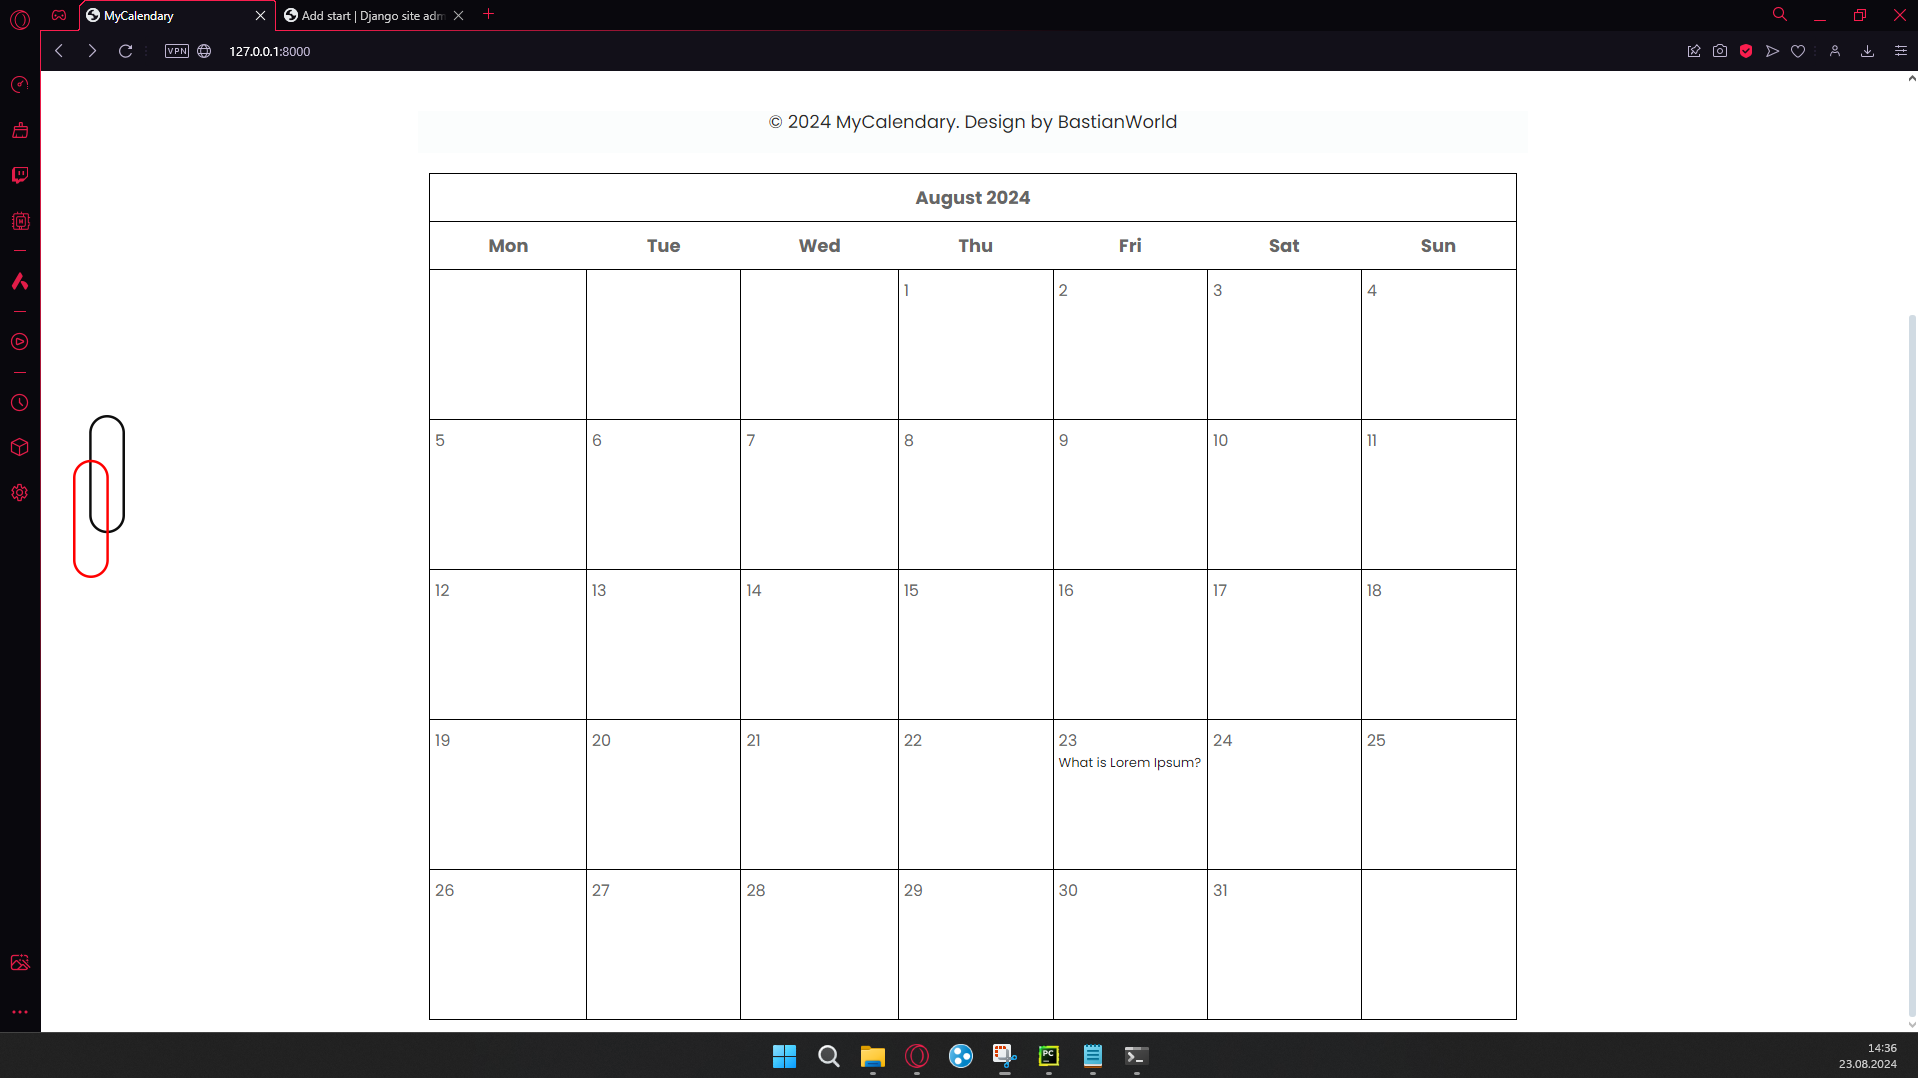 MyCalendary
Add start | Django site adm
VPN
127.0.0.1:8000
© 2024 MyCalendary. Design by BastianWorld
August 2024
Mon Tue Wed Thu Fri Sat Sun
1 2 3 4
5 6 7 8 9 10 11
12 13 14 15 16 17 18
19 20 21 22 23 24 25
What is Lorem Ipsum?
26 27 28 29 30 31
PC
14:36
23.08.2024